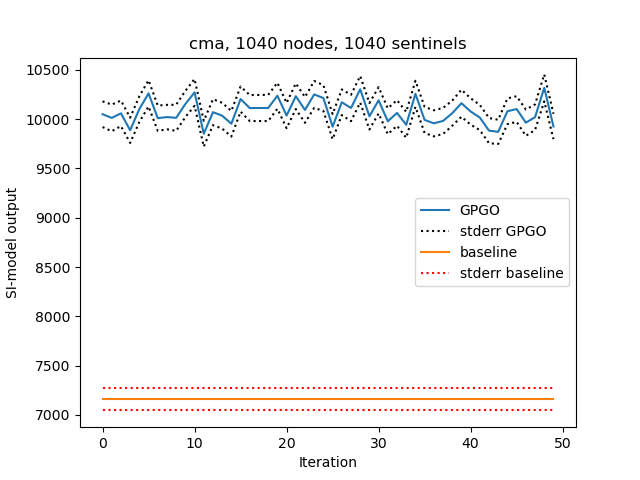 cma, 1040 nodes, 1040 sentinels
10500
10000
9500
9000
8500
8000
7500
7000
SI-model output
GPGO
stderr GPGO
baseline
stderr baseline
0
10
20
30
40
50
Iteration